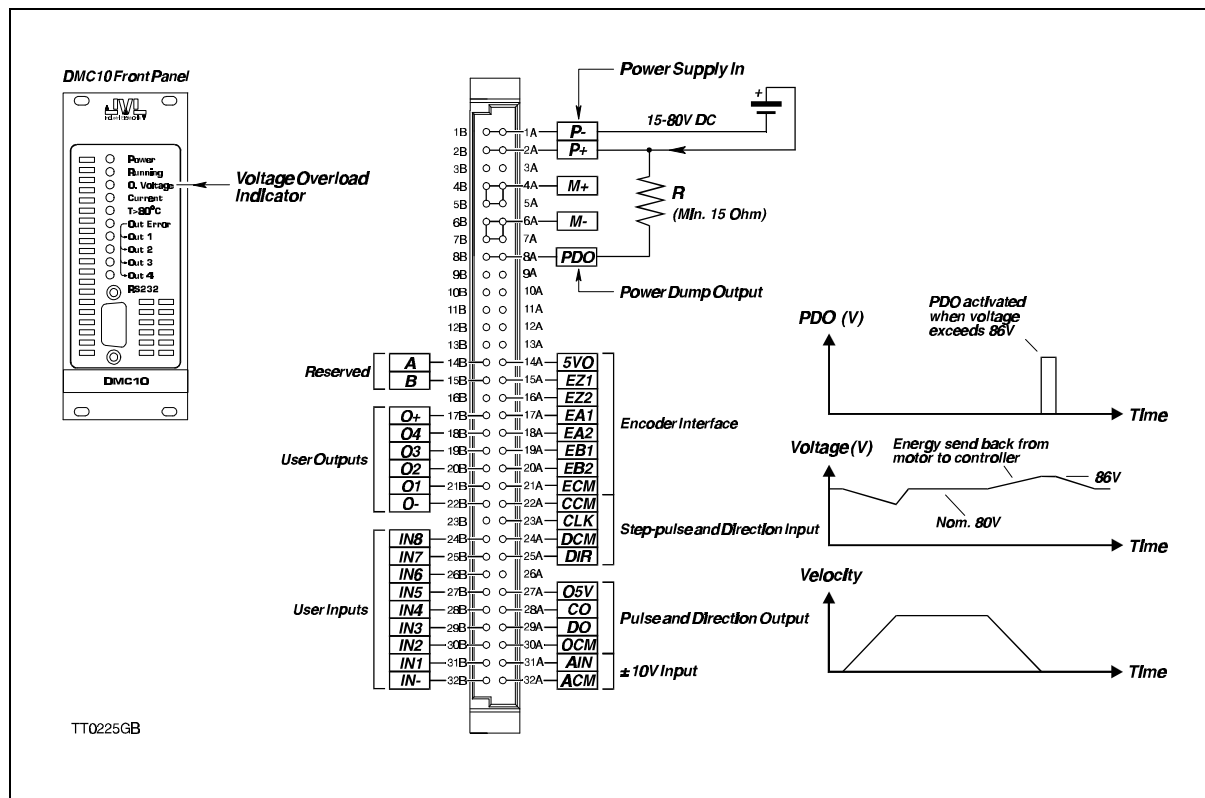 DMC10 Front Panel
JVL
Power
Running
O. Voltage
Current
T>80°C
Out Error
Out 1
Out 2
Out 3
Out 4
RS232
DMC10
Voltage Overload
Indicator
Power Supply In
15-80V DC
+
R
(Min. 15 Ohm)
Power Dump Output
1B 1A P-
2B 2A P+
3B 3A
4B 4A M+
5B 5A
6B 6A M-
7B 7A
8B 8A PDO
9B 9A
10B 10A
11B 11A
12B 12A
13B 13A
A 14B 14A 5VO
B 15B 15A EZ1
16B 16A EZ2
O+ 17B 17A EA1
O4 18B 18A EA2
O3 19B 19A EB1
O2 20B 20A EB2
O1 21B 21A ECM
O- 22B 22A CCM
23B 23A CLK
IN8 24B 24A DCM
IN7 25B 25A DIR
IN6 26B 26A
IN5 27B 27A O5V
IN4 28B 28A CO
IN3 29B 29A DO
IN2 30B 30A OCM
IN1 31B 31A AIN
IN- 32B 32A ACM
Reserved
User Outputs
User Inputs
Encoder Interface
Step-pulse and Direction Input
Pulse and Direction Output
±10V Input
PDO (V)
PDO activated
when voltage
exceeds 86V
Time
Voltage (V)
Energy send back from
motor to controller
86V
Nom. 80V
Time
Velocity
Time
TT0225GB